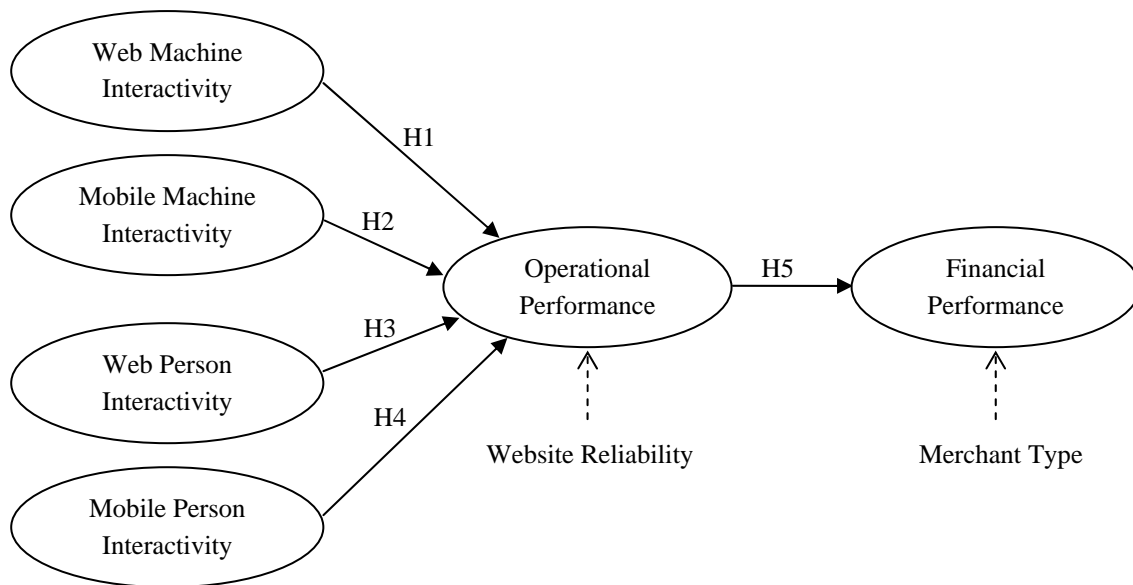 Web Machine
Interactivity
H1
Mobile Machine
Interactivity
H2
Operational
Performance
H5
Financial
Performance
H3
Web Person
Interactivity
H4
Website Reliability
Merchant Type
Mobile Person
Interactivity